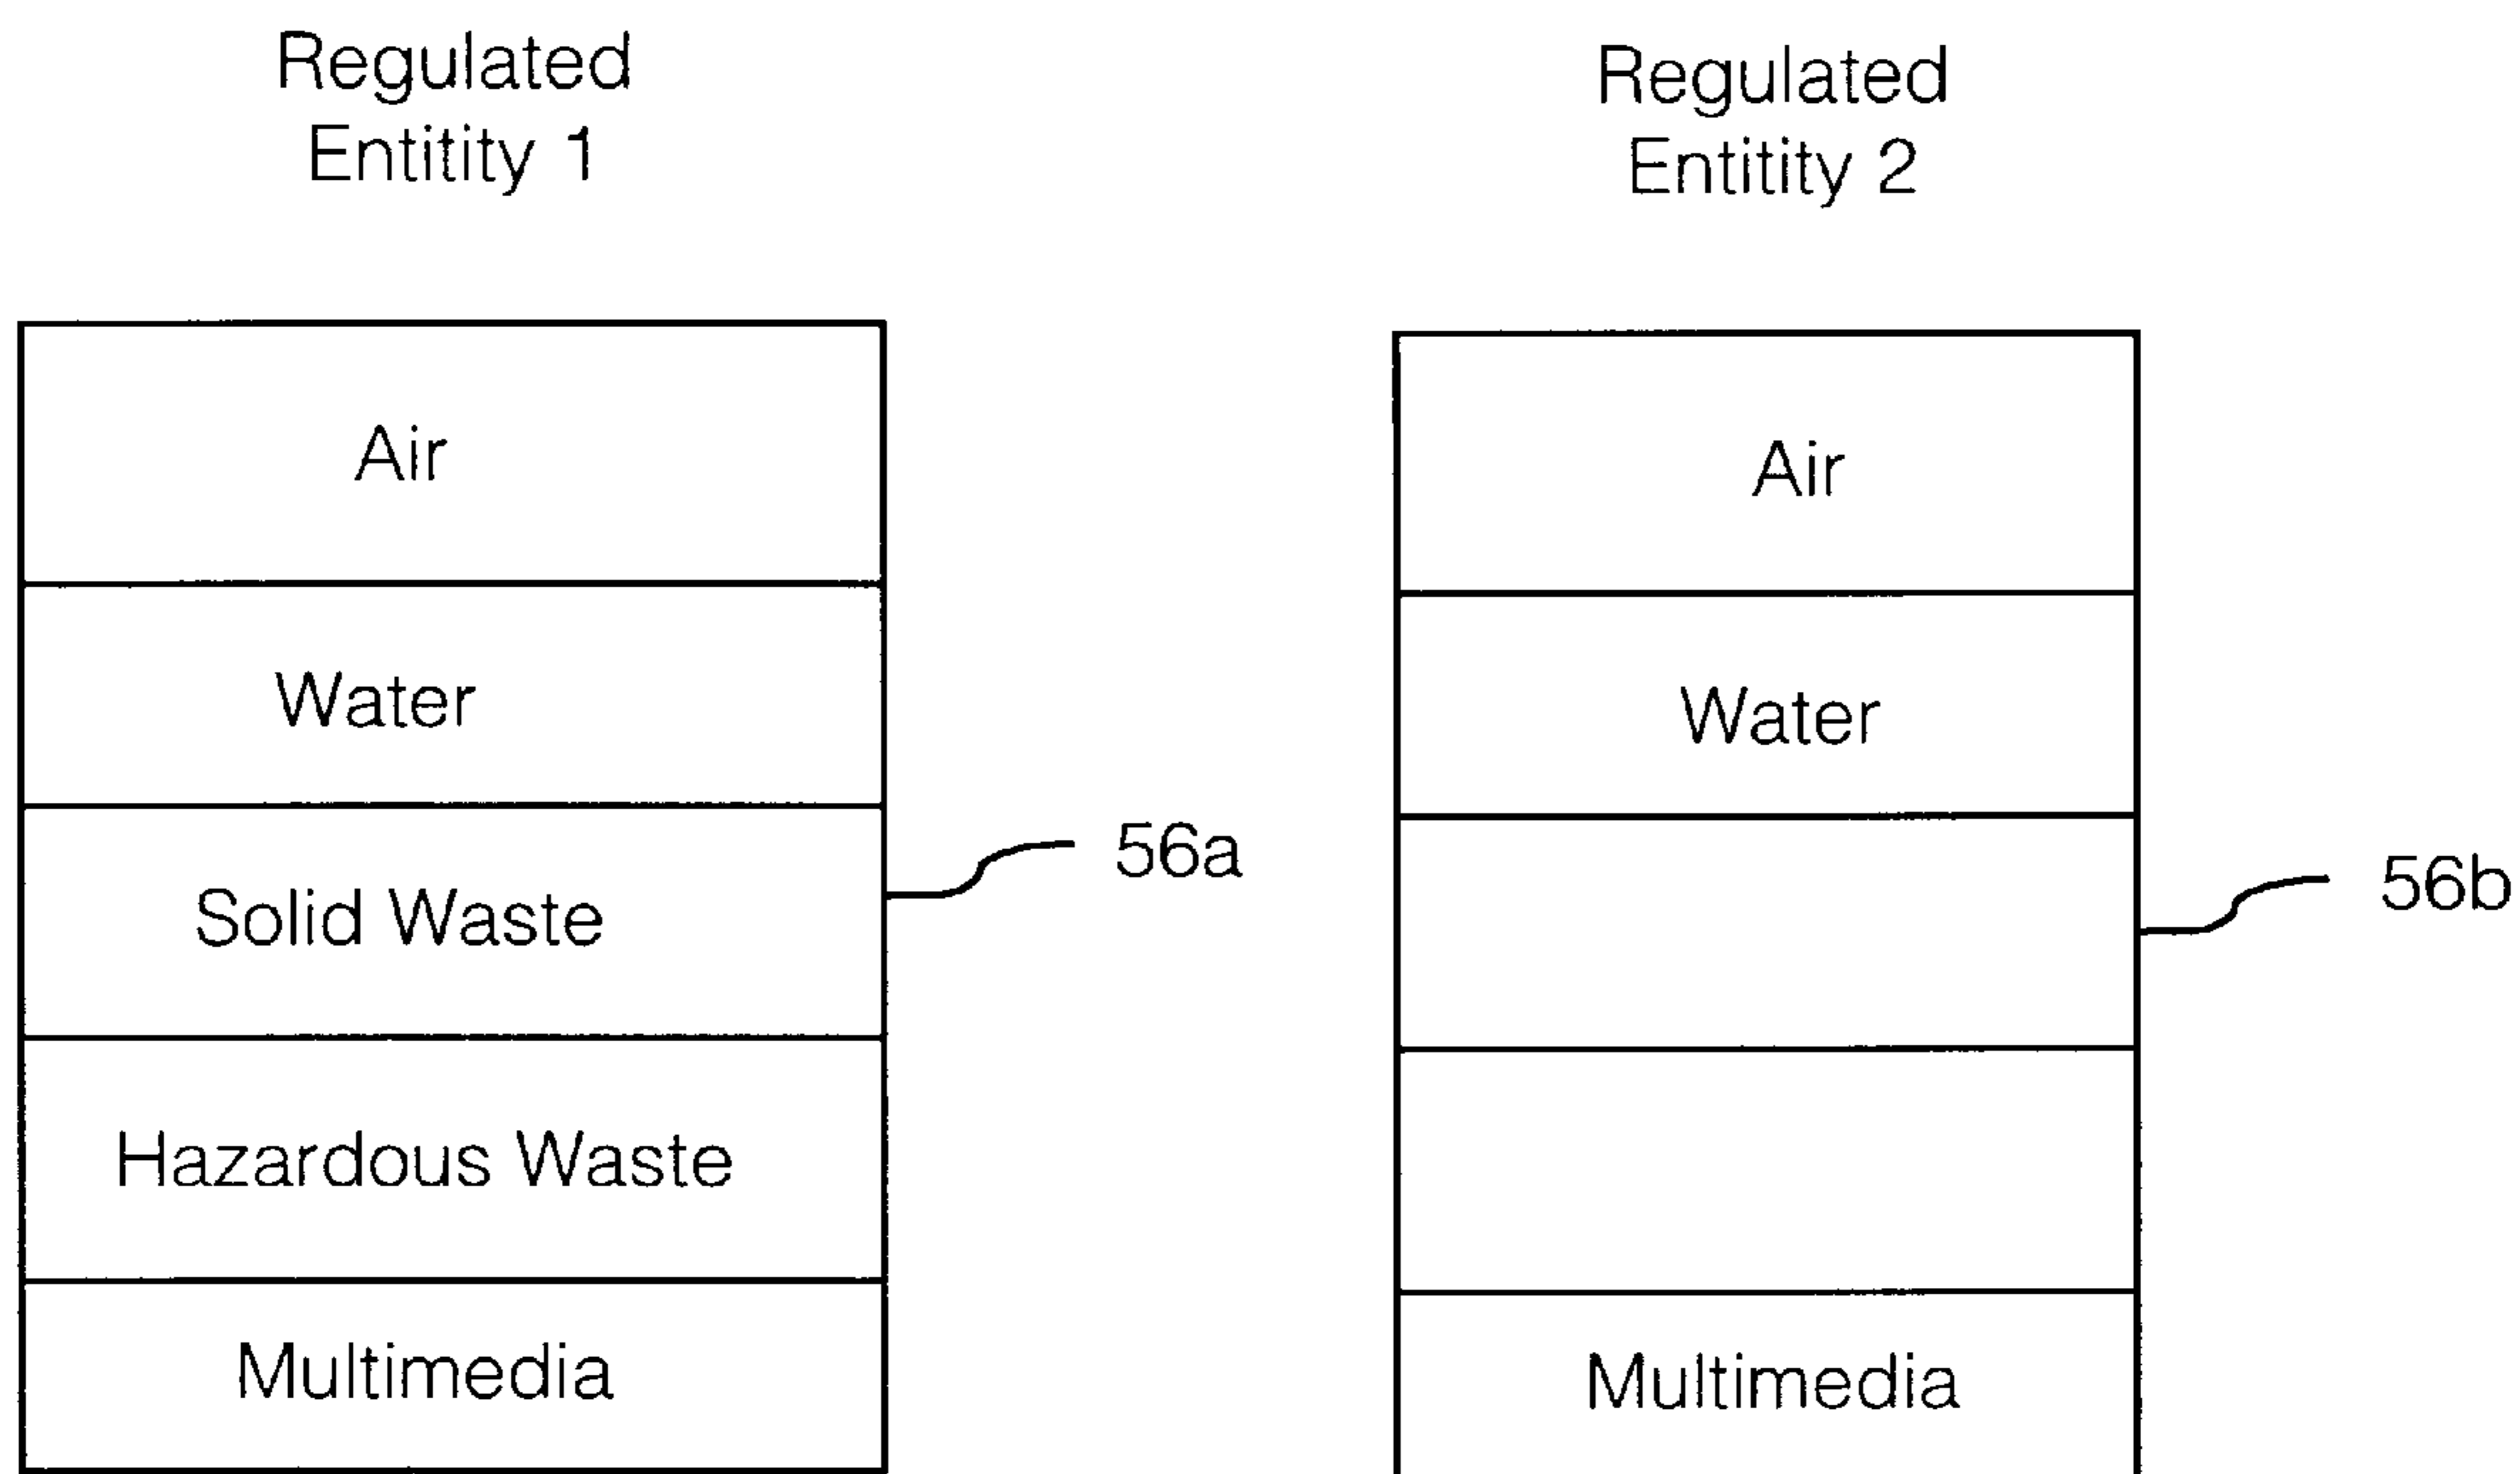 Regulated
Entitity 1
Air
Water
Solid Waste
Hazardous Waste
Multimedia
56a
Regulated
Entitity 2
Air
Water
Multimedia
56b